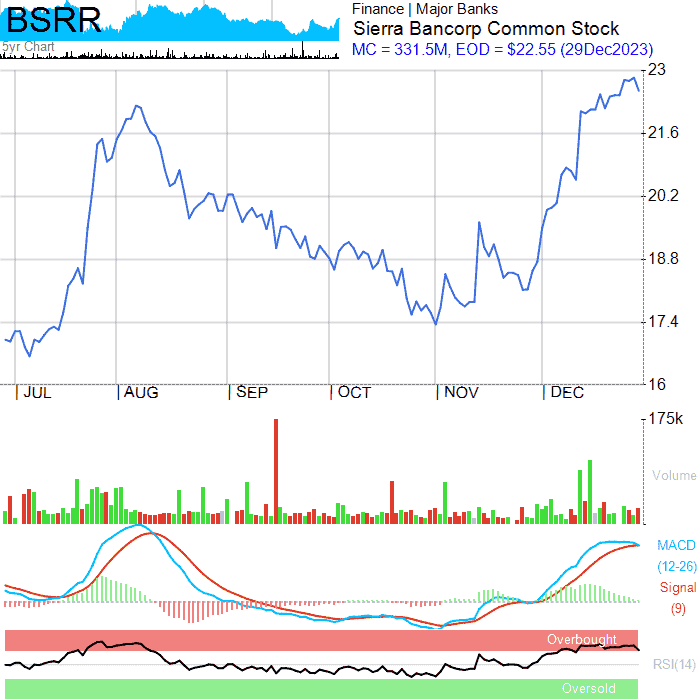 BSRR
5yr Chart
Finance | Major Banks
Sierra Bancorp Common Stock
MC = 331.5M, EOD = $22.55 (29Dec2023)
23
21.6
20.2
18.8
17.4
16
| JUL | AUG | SEP | OCT | NOV | DEC
175k
Volume
MACD
(12-26)
Signal
(9)
Overbought
RSI(14)
Oversold